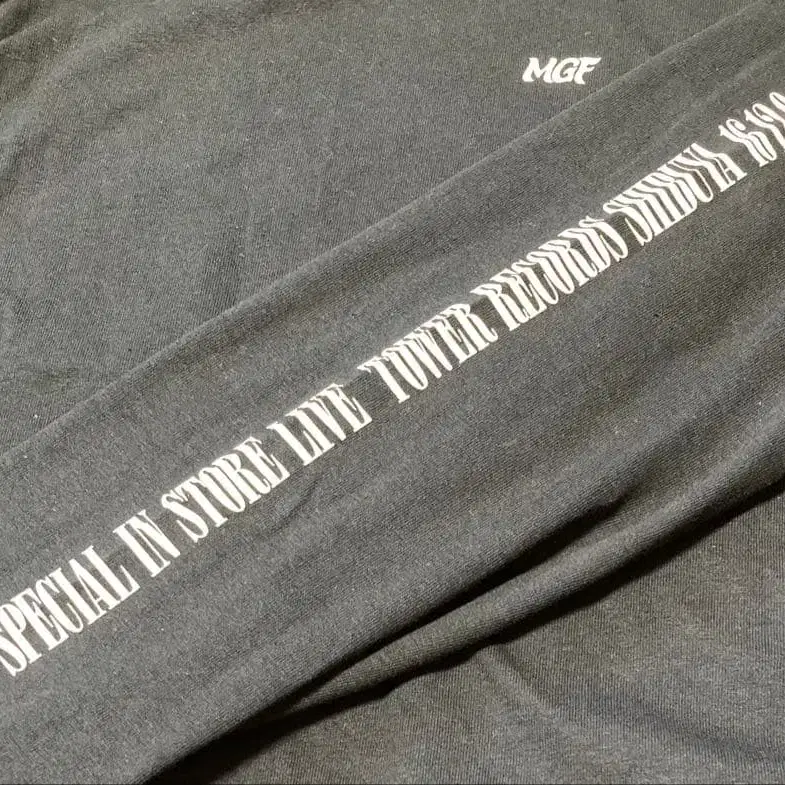 MGF
SPECIAL IN STORE LIVE TOWER RECORDS SHIBUYA